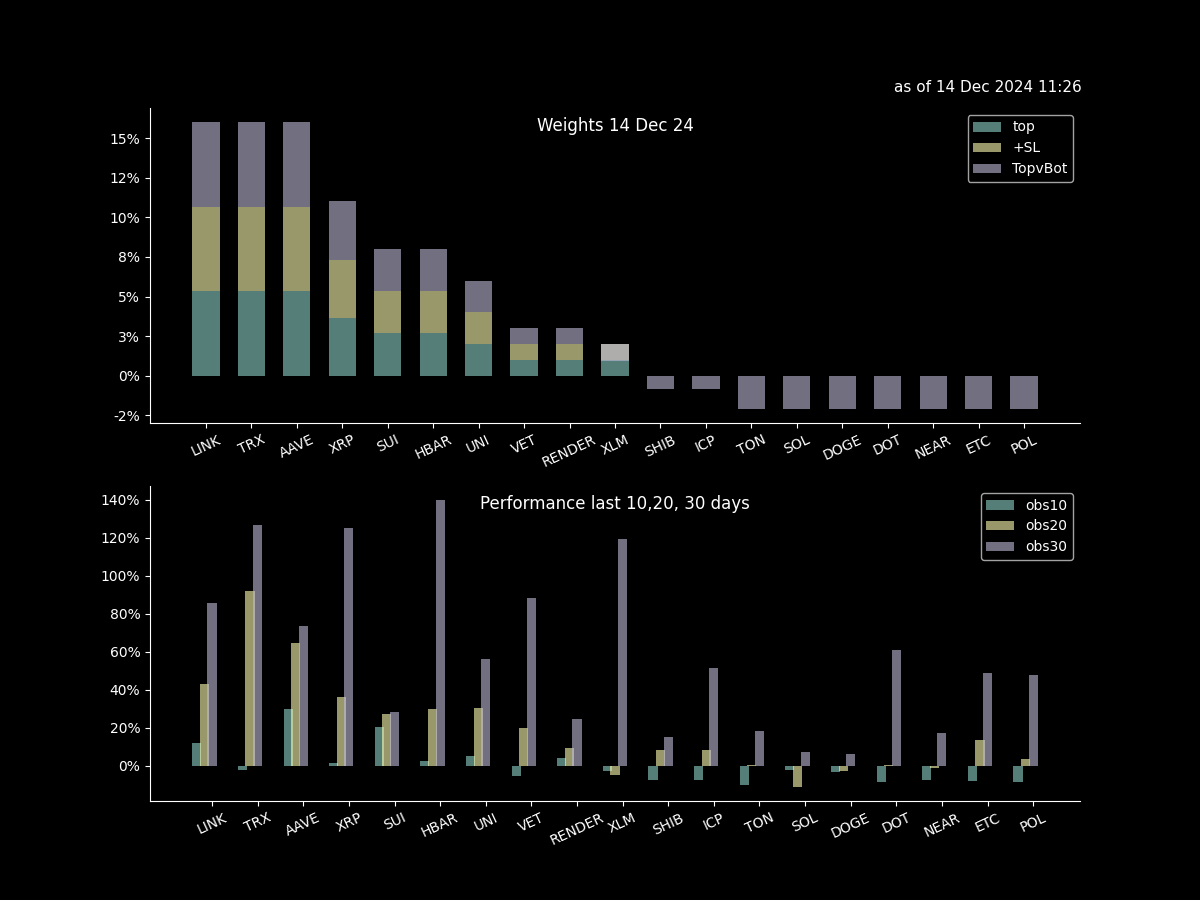 as of 14 Dec 2024 11:26
Weights 14 Dec 24
top
+SL
TopvBot
15%
12%
10%
8%
5%
3%
0%
-2%
LINK TRX AAVE XRP SUI HBAR UNI VET RENDER XLM SHIB ICP TON SOL DOGE DOT NEAR ETC POL
Performance last 10,20, 30 days
obs10
obs20
obs30
140%
120%
100%
80%
60%
40%
20%
0%
LINK TRX AAVE XRP SUI HBAR UNI VET RENDER XLM SHIB ICP TON SOL DOGE DOT NEAR ETC POL